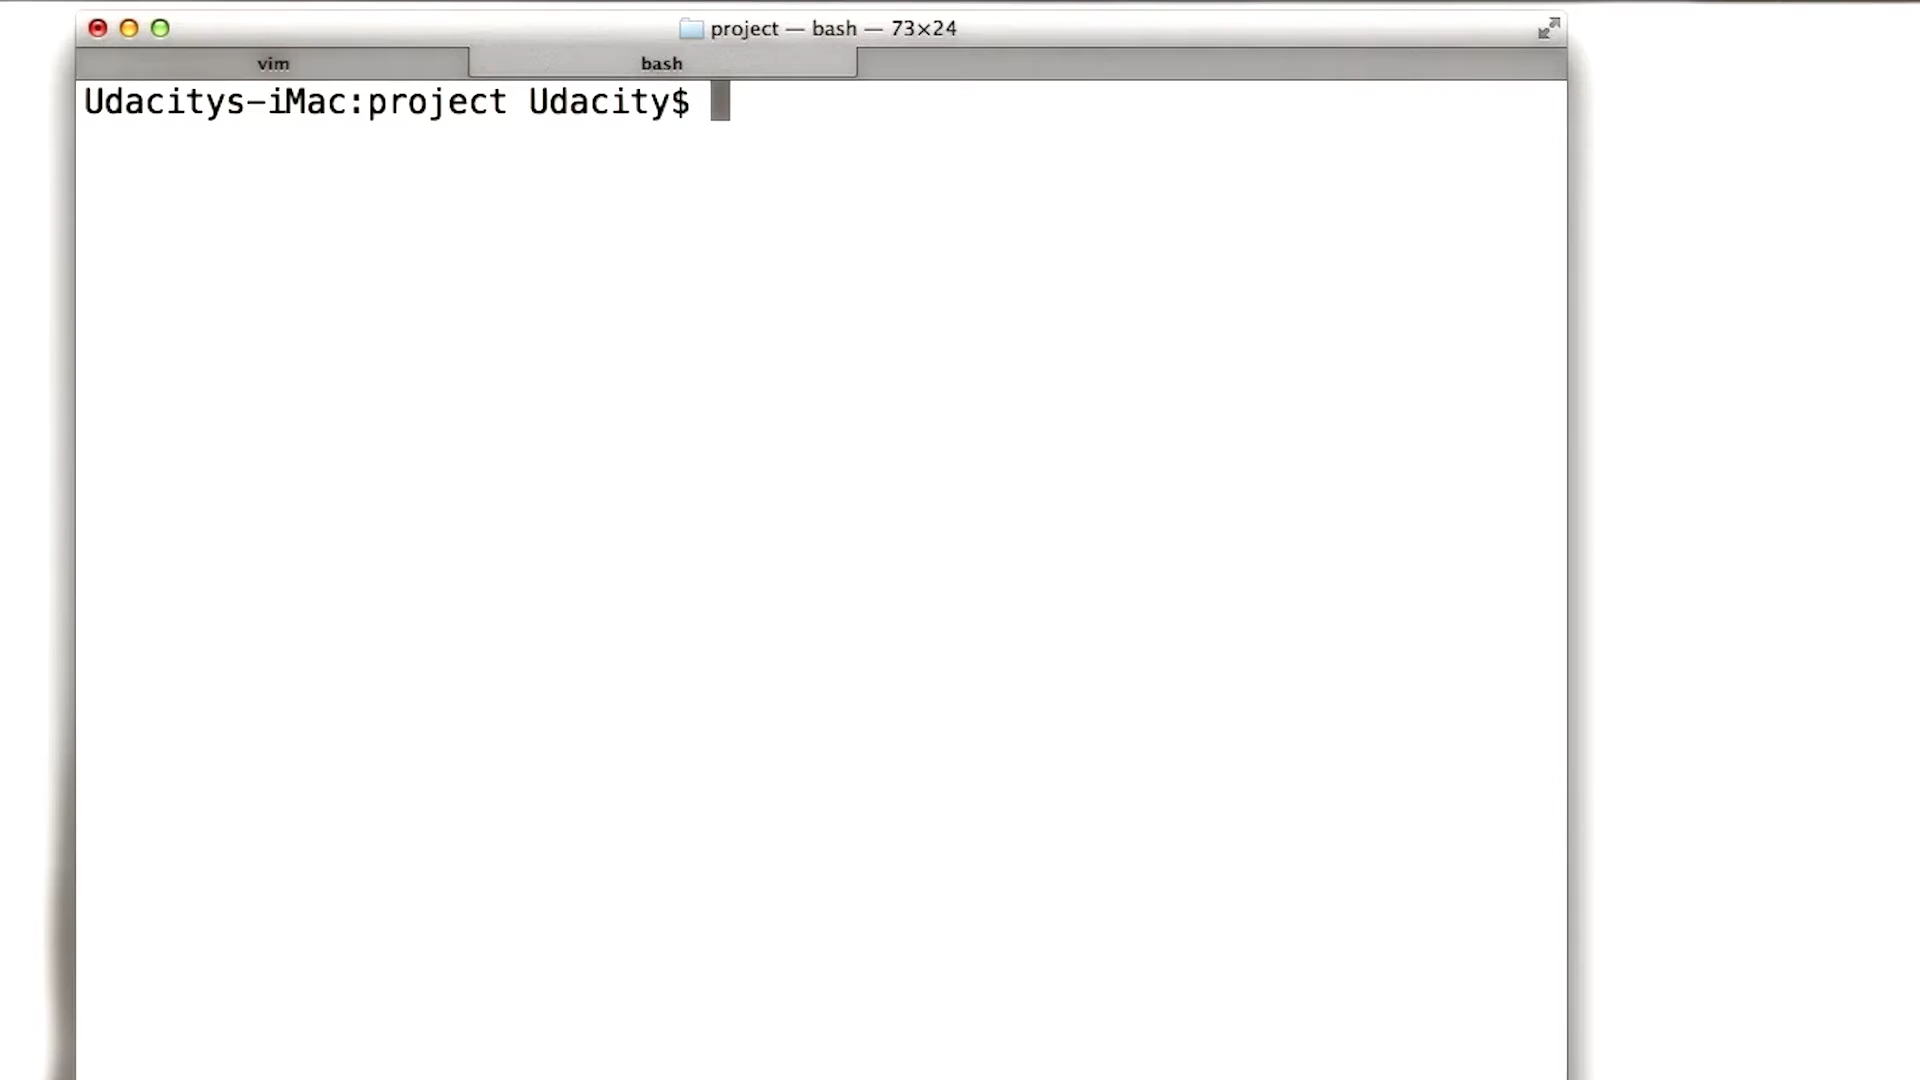 project — bash — 73×24
vim
bash
Udacitys-iMac:project Udacity$